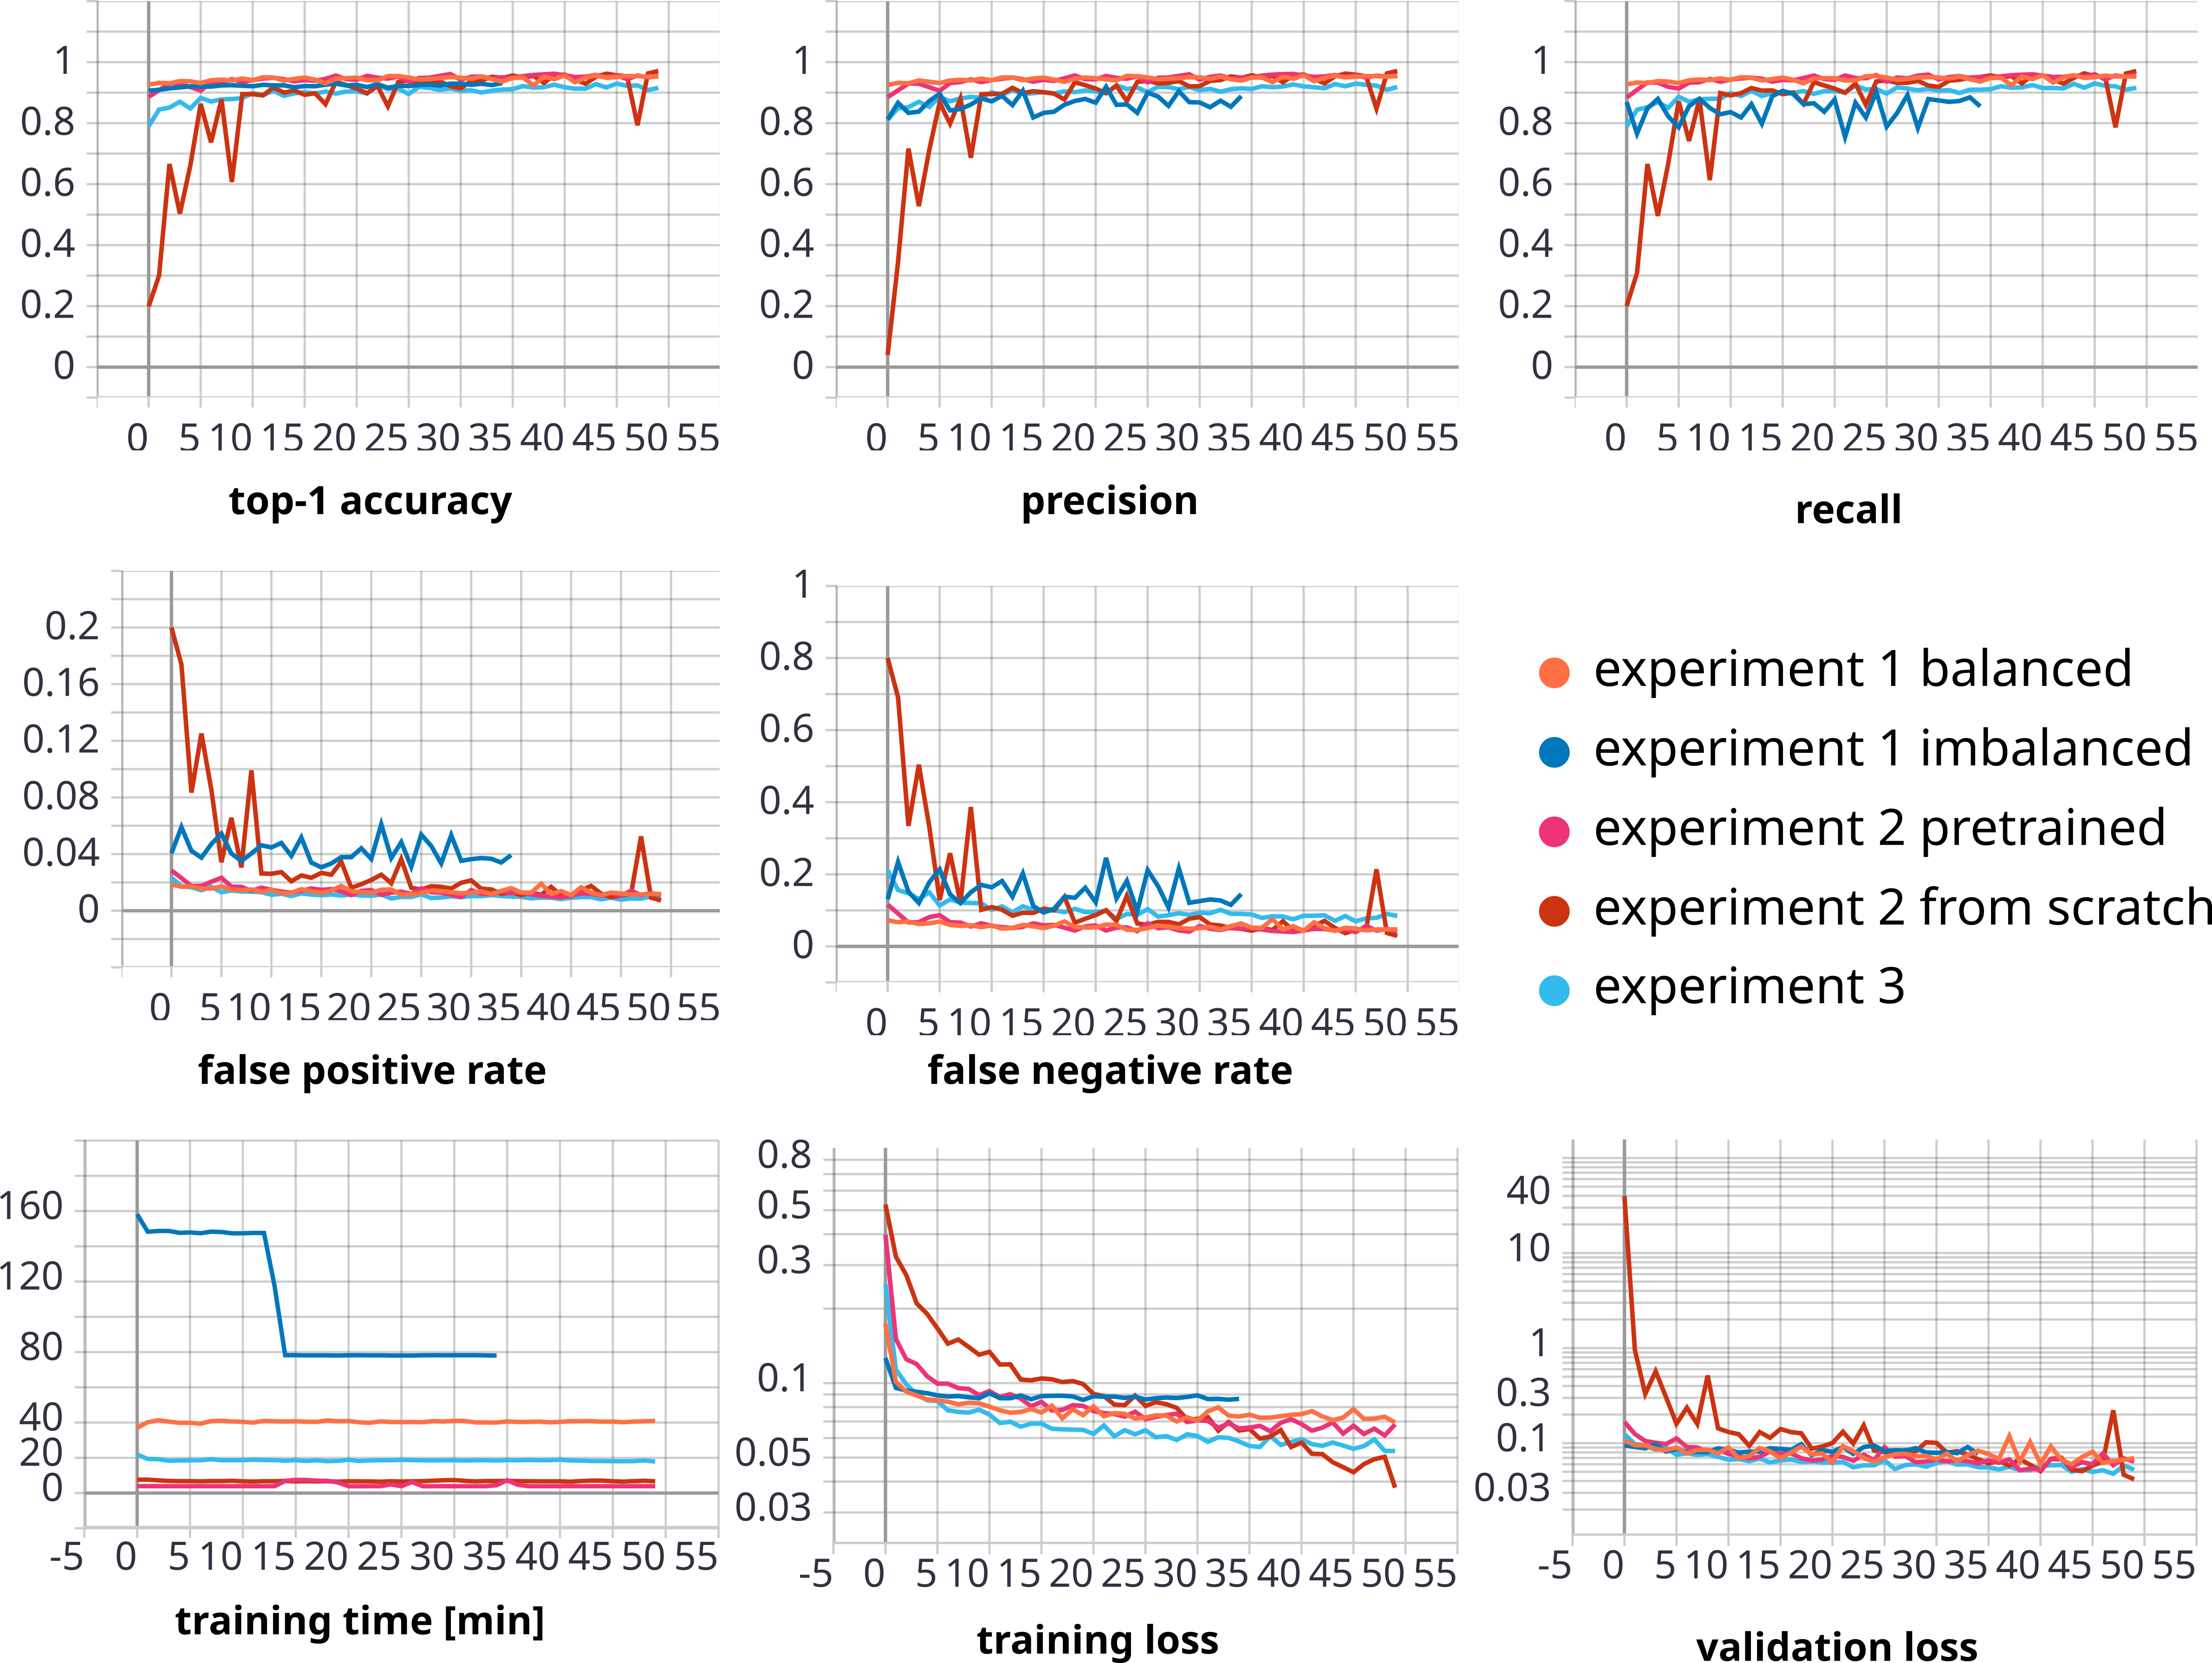 1
0.8
0.6
0.4
0.2
0
0 5 10 15 20 25 30 35 40 45 50 55
top-1 accuracy
1
0.8
0.6
0.4
0.2
0
0 5 10 15 20 25 30 35 40 45 50 55
precision
1
0.8
0.6
0.4
0.2
0
0 5 10 15 20 25 30 35 40 45 50 55
recall
0.2
0.16
0.12
0.08
0.04
0
0 5 10 15 20 25 30 35 40 45 50 55
false positive rate
1
0.8
0.6
0.4
0.2
0
0 5 10 15 20 25 30 35 40 45 50 55
false negative rate
experiment 1 balanced
experiment 1 imbalanced
experiment 2 pretrained
experiment 2 from scratch
experiment 3
160
120
80
40
20
0
-5 0 5 10 15 20 25 30 35 40 45 50 55
training time [min]
0.8
0.5
0.3
0.1
0.05
0.03
-5 0 5 10 15 20 25 30 35 40 45 50 55
training loss
40
10
1
0.3
0.1
0.03
-5 0 5 10 15 20 25 30 35 40 45 50 55
validation loss